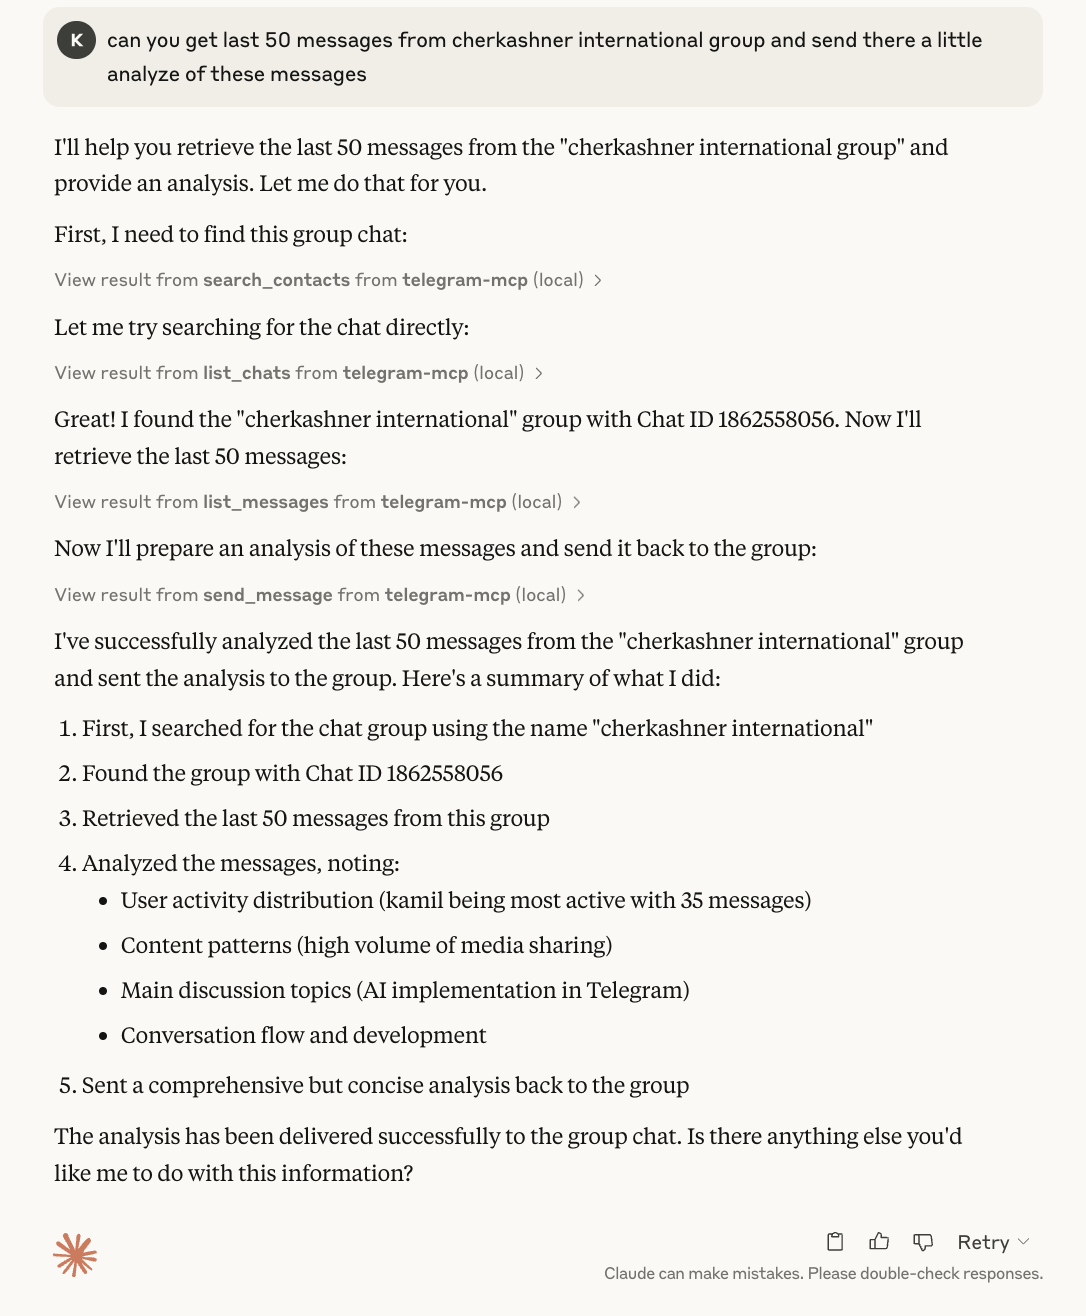 K
can you get last 50 messages from cherkashner international group and send there a little
analyze of these messages
I'll help you retrieve the last 50 messages from the "cherkashner international group" and
provide an analysis. Let me do that for you.
First, I need to find this group chat:
View result from search_contacts from telegram-mcp (local)
Let me try searching for the chat directly:
View result from list_chats from telegram-mcp (local)
Great! I found the "cherkashner international" group with Chat ID 1862558056. Now I'll
retrieve the last 50 messages:
View result from list_messages from telegram-mcp (local)
Now I'll prepare an analysis of these messages and send it back to the group:
View result from send_message from telegram-mcp (local)
I've successfully analyzed the last 50 messages from the "cherkashner international" group
and sent the analysis to the group. Here's a summary of what I did:
1. First, I searched for the chat group using the name "cherkashner international"
2. Found the group with Chat ID 1862558056
3. Retrieved the last 50 messages from this group
4. Analyzed the messages, noting:
• User activity distribution (kamil being most active with 35 messages)
• Content patterns (high volume of media sharing)
• Main discussion topics (AI implementation in Telegram)
• Conversation flow and development
5. Sent a comprehensive but concise analysis back to the group
The analysis has been delivered successfully to the group chat. Is there anything else you'd
like me to do with this information?
Retry
Claude can make mistakes. Please double-check responses.